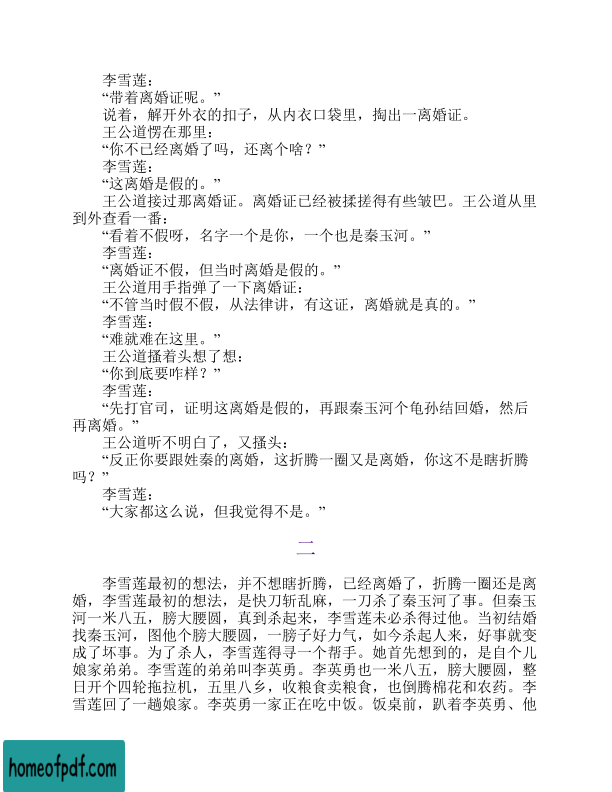 李雪莲：
“带着离婚证呢。”
说着，解开外衣的扣子，从内衣口袋里，掏出一离婚证。
王公道愣在那里：
“你不已经离婚了吗，还离个啥？”
李雪莲：
“这离婚是假的。”
王公道接过那离婚证。离婚证已经被揉搓得有些皱巴。王公道从里
到外查看一番：
“看着不假呀，名字一个是你，一个也是秦玉河。”
李雪莲：
“离婚证不假，但当时离婚是假的。”
王公道用手指弹了一下离婚证：
“不管当时假不假，从法律讲，有这证，离婚就是真的。”
李雪莲：
“难就难在这里。”
王公道搔着头想了想：
“你到底要咋样？”
李雪莲：
“先打官司，证明这离婚是假的，再跟秦玉河个龟孙结回婚，然后
再离婚。”
王公道听不明白了，又搔头：
“反正你要跟姓秦的离婚，这折腾一圈又是离婚，你这不是瞎折腾
吗？”
李雪莲：
“大家都这么说，但我觉得不是。”
二
李雪莲最初的想法，并不想瞎折腾，已经离婚了，折腾一圈还是离
婚，李雪莲最初的想法，是快刀斩乱麻，一刀杀了秦玉河了事。但秦玉
河一米八五，膀大腰圆，真到杀起来，李雪莲未必杀得过他。当初结婚
找秦玉河，图他个膀大腰圆，一膀子好力气，如今杀起人来，好事就变
成了坏事。为了杀人，李雪莲得寻一个帮手。她首先想到的，是自个儿
娘家弟弟。李雪莲的弟弟叫李英勇。李英勇也一米八五，膀大腰圆，整
日开个四轮拖拉机，五里八乡，收粮食卖粮食，也倒腾棉花和农药。李
雪莲回了一趟娘家。李英勇一家正在吃中饭。饭桌前，趴着李英勇、他
homeofpdf.com